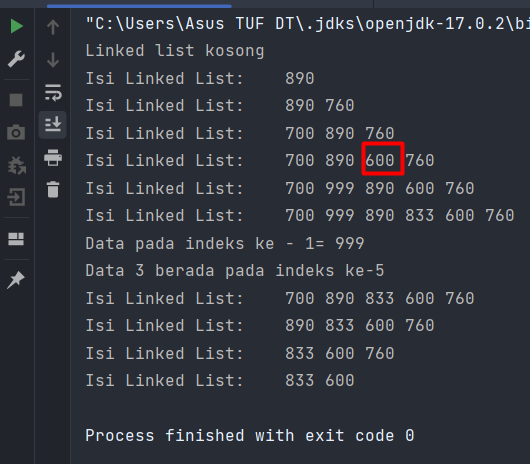 "C:\Users\Asus TUF DT\.jdks\openjdk-17.0.2\bi
Linked list kosong
Isi Linked List: 890
Isi Linked List: 890 760
Isi Linked List: 700 890 760
Isi Linked List: 700 890 600 760
Isi Linked List: 700 999 890 600 760
Isi Linked List: 700 999 890 833 600 760
Data pada indeks ke - 1= 999
Data 3 berada pada indeks ke-5
Isi Linked List: 700 890 833 600 760
Isi Linked List: 890 833 600 760
Isi Linked List: 833 600 760
Isi Linked List: 833 600
Process finished with exit code 0